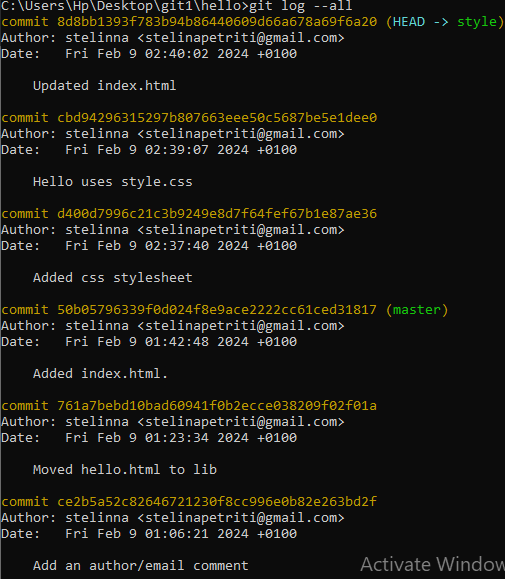 C:\Users\Hp\Desktop\git1\hello>git log --all
commit 8d8bb1393f783b94b86440609d66a678a69f6a20 (HEAD -> style)
Author: stelinna <stelinapetriti@gmail.com>
Date:   Fri Feb 9 02:40:02 2024 +0100
    Updated index.html
commit cbd94296315297b807663eee50c5687be5e1dee0
Author: stelinna <stelinapetriti@gmail.com>
Date:   Fri Feb 9 02:39:07 2024 +0100
    Hello uses style.css
commit d400d7996c21c3b9249e8d7f64fef67b1e87ae36
Author: stelinna <stelinapetriti@gmail.com>
Date:   Fri Feb 9 02:37:40 2024 +0100
    Added css stylesheet
commit 50b05796339f0d024f8e9ace2222cc61ced31817 (master)
Author: stelinna <stelinapetriti@gmail.com>
Date:   Fri Feb 9 01:42:48 2024 +0100
    Added index.html.
commit 761a7bebd10bad60941f0b2ecce038209f02f01a
Author: stelinna <stelinapetriti@gmail.com>
Date:   Fri Feb 9 01:23:34 2024 +0100
    Moved hello.html to lib
commit ce2b5a52c82646721230f8cc996e0b82e263bd2f
Author: stelinna <stelinapetriti@gmail.com>
Date:   Fri Feb 9 01:06:21 2024 +0100
    Add an author/email comment
Activate Window